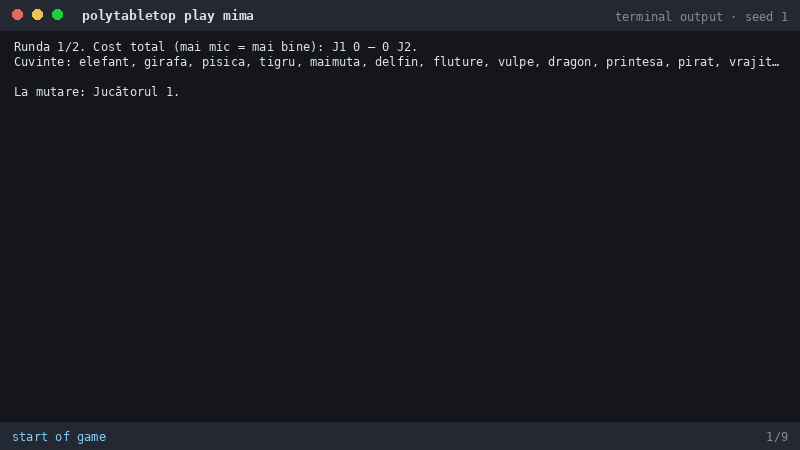 polytabletop play mima
terminal output · seed 1
Runda 1/2. Cost total (mai mic = mai bine): J1 0 — 0 J2.
Cuvinte: elefant, girafa, pisica, tigru, maimuta, delfin, fluture, vulpe, dragon, printesa, pirat, vrajit…
La mutare: Jucătorul 1.
start of game
1/9